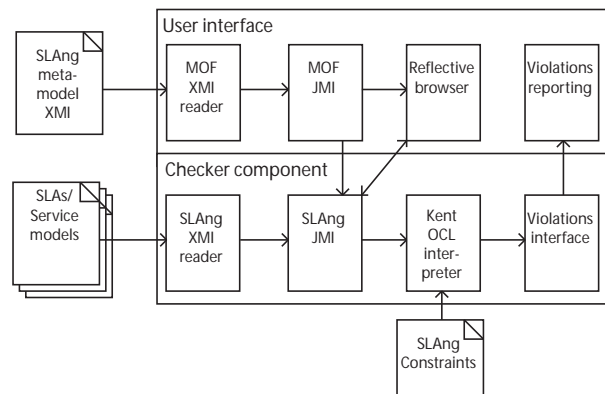 User interface
SLAng
meta-
model
XMI
MOF
XMI
reader
MOF
JMI
Reflective
browser
Violations
reporting
Checker component
SLAs/
Service
models
SLAng
XMI
reader
SLAng
JMI
Kent
OCL
inter-
preter
Violations
interface
SLAng
Constraints